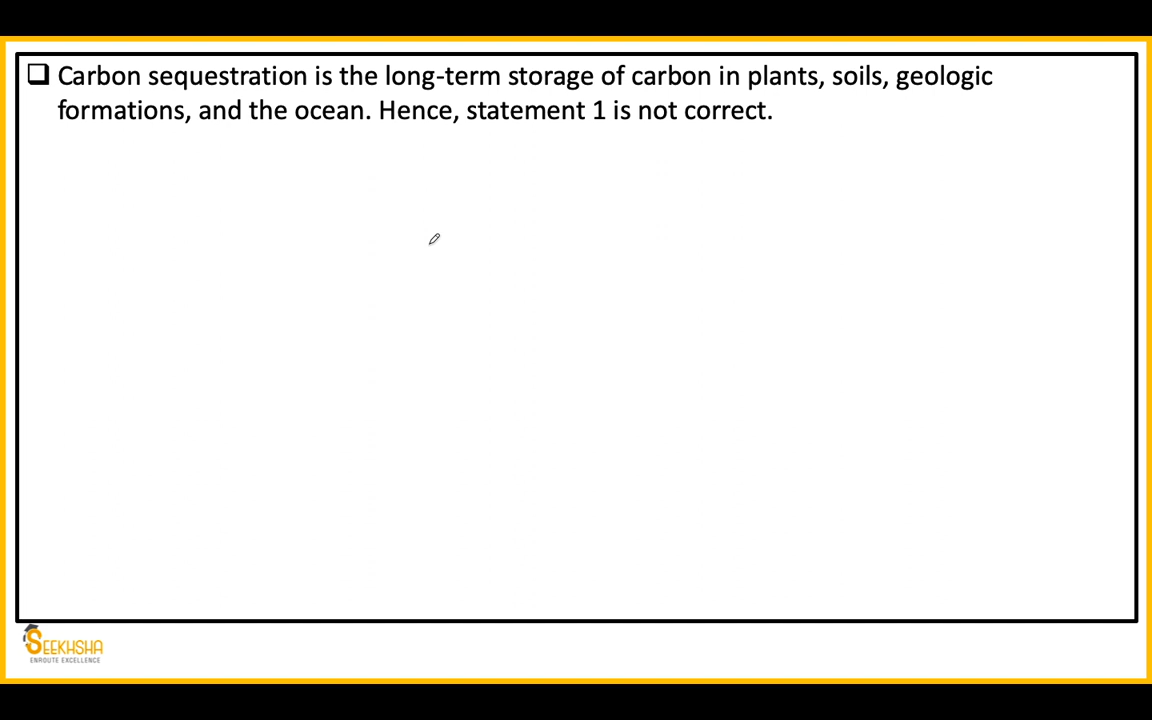 Carbon sequestration is the long-term storage of carbon in plants, soils, geologic
formations, and the ocean. Hence, statement 1 is not correct.
SEEKHSHA
ENROUTE EXCELLENCE